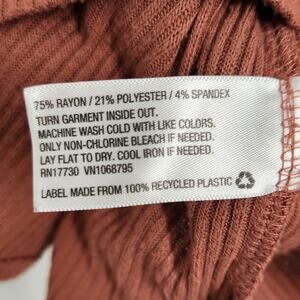 75% RAYON / 21% POLYESTER / 4% SPANDEX
TURN GARMENT INSIDE OUT.
MACHINE WASH COLD WITH LIKE COLORS.
ONLY NON-CHLORINE BLEACH IF NEEDED.
LAY FLAT TO DRY. COOL IRON IF NEEDED.
RN17730 VN1068795
LABEL MADE FROM 100% RECYCLED PLASTIC